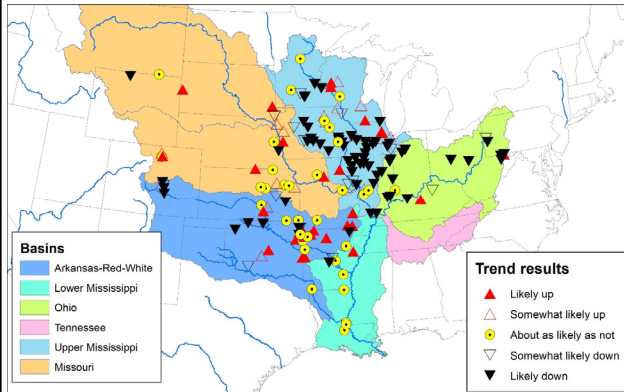 Basins
Arkansas-Red-White
Lower Mississippi
Ohio
Tennessee
Upper Mississippi
Missouri
Trend results
Likely up
Somewhat likely up
About as likely as not
Somewhat likely down
Likely down